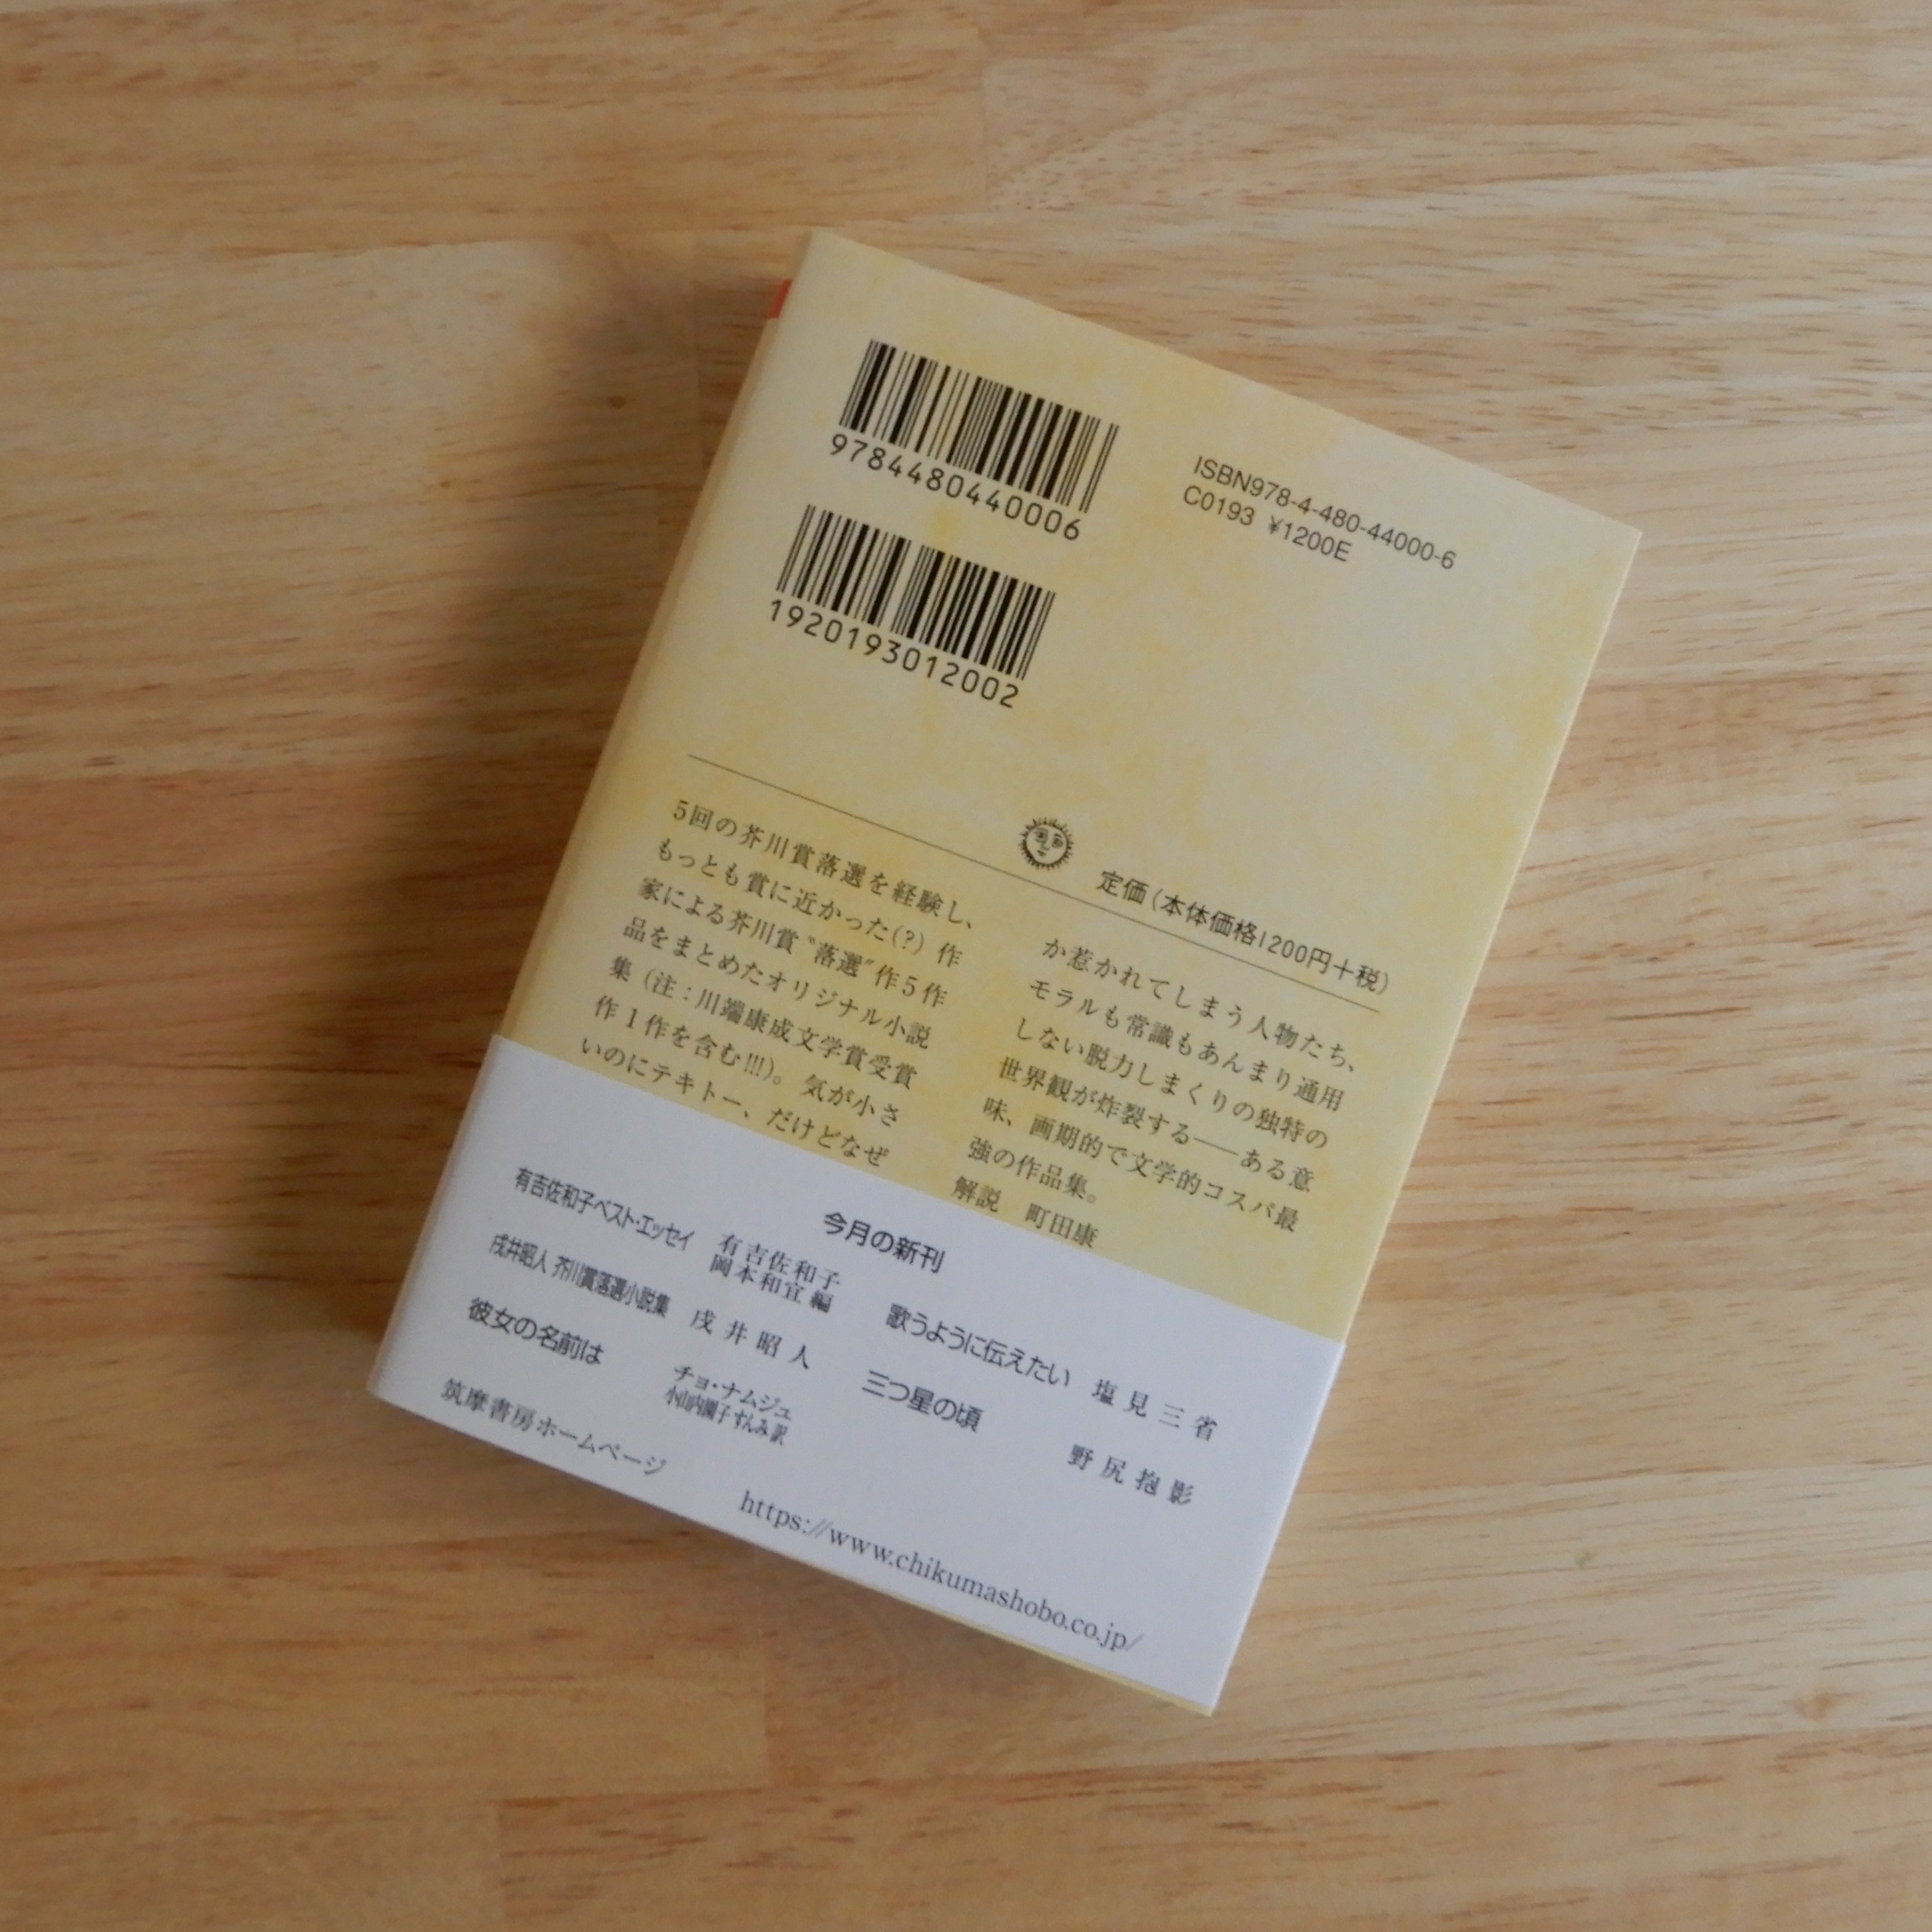 9784480440006
1920193012002
ISBN978-4-480-44000-6
C0193 ¥1200E
定価(本体価格1200円+税)
5回の芥川賞落選を経験し、
もっとも賞に近かった(?)作
家による芥川賞〝落選〟作5作
品をまとめたオリジナル小説
集(注:川端康成文学賞受賞
作1作を含む!!!)。気が小さ
いのにテキトー、だけどなぜ
か惹かれてしまう人物たち、
モラルも常識もあんまり通用
しない脱力しまくりの独特の
世界観が炸裂する——ある意
味、画期的で文学的コスパ最
強の作品集。
解説 町田康
今月の新刊
有吉佐和子ベスト・エッセイ 有吉佐和子
岡本和宜 編
戌井昭人 芥川賞落選小説集 戌井昭人
彼女の名前は チョ・ナムジュ
小山内園子 すんみ 訳
歌うように伝えたい 塩見三省
三つ星の頃 野尻抱影
筑摩書房ホームページ
https://www.chikumashobo.co.jp/